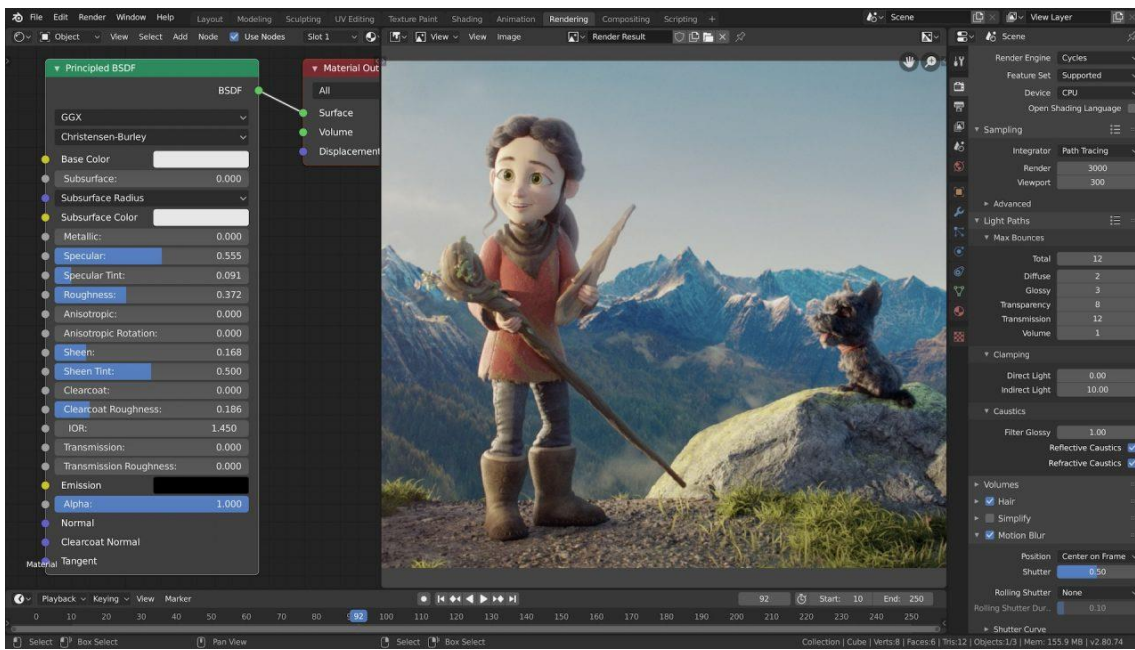 File Edit Render Window Help Layout Modeling Sculpting UV Editing Texture Paint Shading Animation Rendering Compositing Scripting + Scene View Layer
Object View Select Add Node Use Nodes Slot 1 View View Image Render Result Scene
Principled BSDF
BSDF
GGX
Christensen-Burley
Base Color
Subsurface: 0.000
Subsurface Radius
Subsurface Color
Metallic: 0.000
Specular: 0.555
Specular Tint: 0.091
Roughness: 0.372
Anisotropic: 0.000
Anisotropic Rotation: 0.000
Sheen: 0.168
Sheen Tint: 0.500
Clearcoat: 0.000
Clearcoat Roughness: 0.186
IOR: 1.450
Transmission: 0.000
Transmission Roughness: 0.000
Emission
Alpha: 1.000
Normal
Clearcoat Normal
Tangent
Material
Material Out
All
Surface
Volume
Displacement
Render Engine Cycles
Feature Set Supported
Device CPU
Open Shading Language
Sampling
Integrator Path Tracing
Render 3000
Viewport 300
Advanced
Light Paths
Max Bounces
Total 12
Diffuse 2
Glossy 3
Transparency 8
Transmission 12
Volume 1
Clamping
Direct Light 0.00
Indirect Light 10.00
Caustics
Filter Glossy 1.00
Reflective Caustics
Refractive Caustics
Volumes
Hair
Simplify
Motion Blur
Position Center on Frame
Shutter 0.50
Rolling Shutter None
Rolling Shutter Dur.. 0.10
Shutter Curve
Playback Keying View Marker 92 Start: 10 End: 250
0 10 20 30 40 50 60 70 80 92 100 110 120 130 140 150 160 170 180 190 200 210 220 230 240 250
Select Box Select Pan View Select Box Select Collection | Cube | Verts:8 | Faces:6 | Tris:12 | Objects:1/3 | Mem: 155.9 MB | v2.80.74